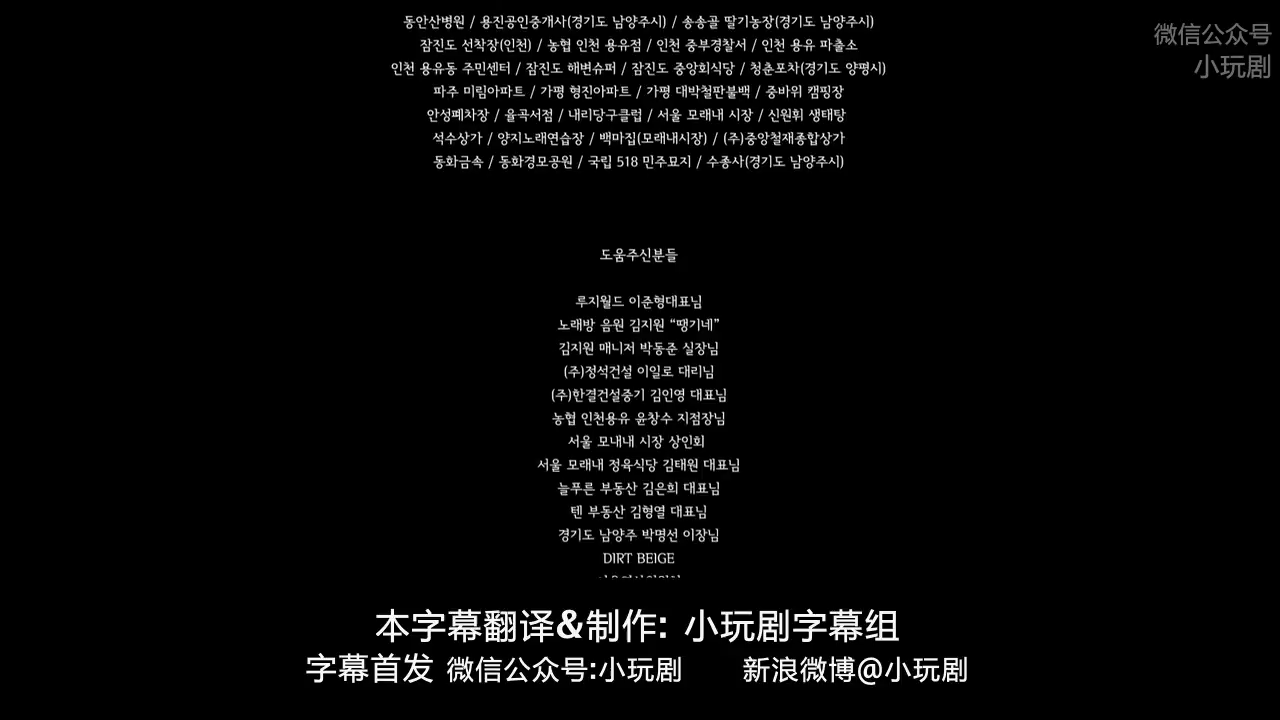 동안산병원 / 용진공인중개사(경기도 남양주시) / 송송골 딸기농장(경기도 남양주시)
잠진도 선착장(인천) / 농협 인천 용유점 / 인천 중부경찰서 / 인천 용유 파출소
인천 용유동 주민센터 / 잠진도 해변슈퍼 / 잠진도 중앙회식당 / 청춘포차(경기도 양평시)
파주 미림아파트 / 가평 형진아파트 / 가평 대박철판불백 / 중바위 캠핑장
안성폐차장 / 율곡서점 / 내리당구클럽 / 서울 모래내 시장 / 신원휘 생태탕
석수상가 / 양지노래연습장 / 백마집(모래내시장) / (주)중앙철재종합상가
동화금속 / 동화경모공원 / 국립 518 민주묘지 / 수종사(경기도 남양주시)
微信公众号
小玩剧
도움주신분들
루지월드 이준형대표님
노래방 음원 김지원 “땡기네”
김지원 매니저 박동준 실장님
(주)정석건설 이일로 대리님
(주)한결건설중기 김인영 대표님
농협 인천용유 윤창수 지점장님
서울 모내내 시장 상인회
서울 모래내 정육식당 김태원 대표님
늘푸른 부동산 김은희 대표님
텐 부동산 김형열 대표님
경기도 남양주 박명선 이장님
DIRT BEIGE
本字幕翻译&制作: 小玩剧字幕组
字幕首发 微信公众号:小玩剧 新浪微博@小玩剧